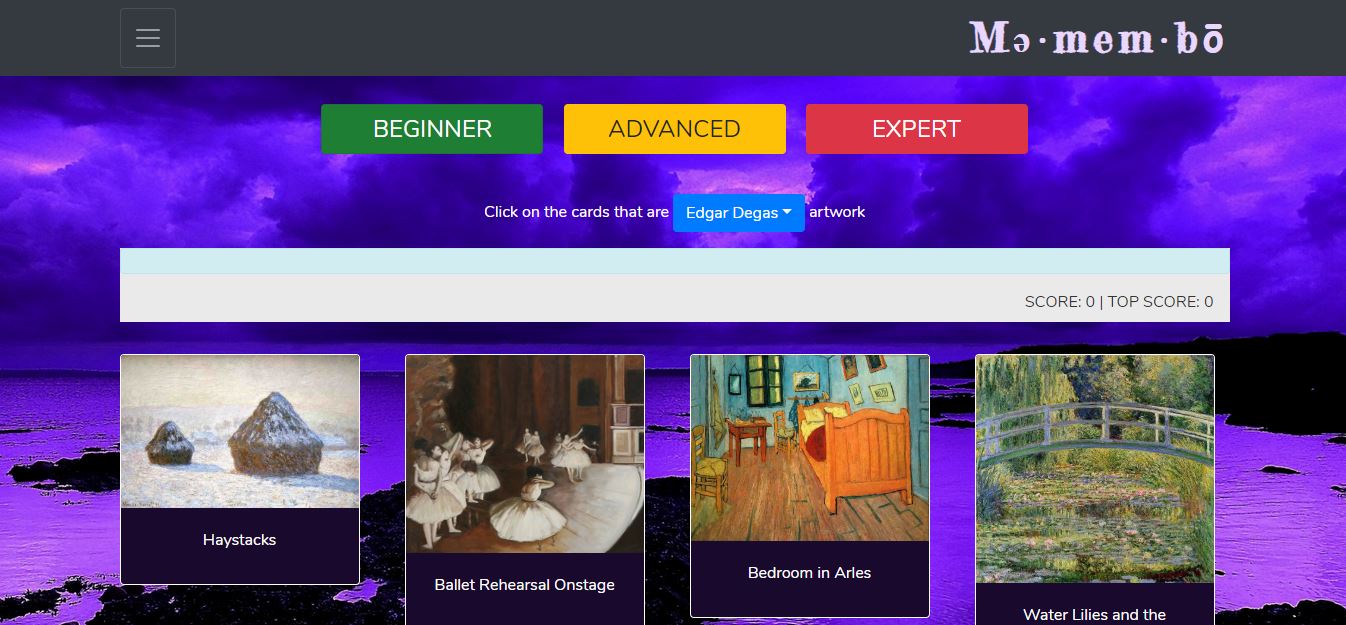 Mə·mem·bō
BEGINNER
ADVANCED
EXPERT
Click on the cards that are Edgar Degas artwork
SCORE: 0 | TOP SCORE: 0
Haystacks
Ballet Rehearsal Onstage
Bedroom in Arles
Water Lilies and the